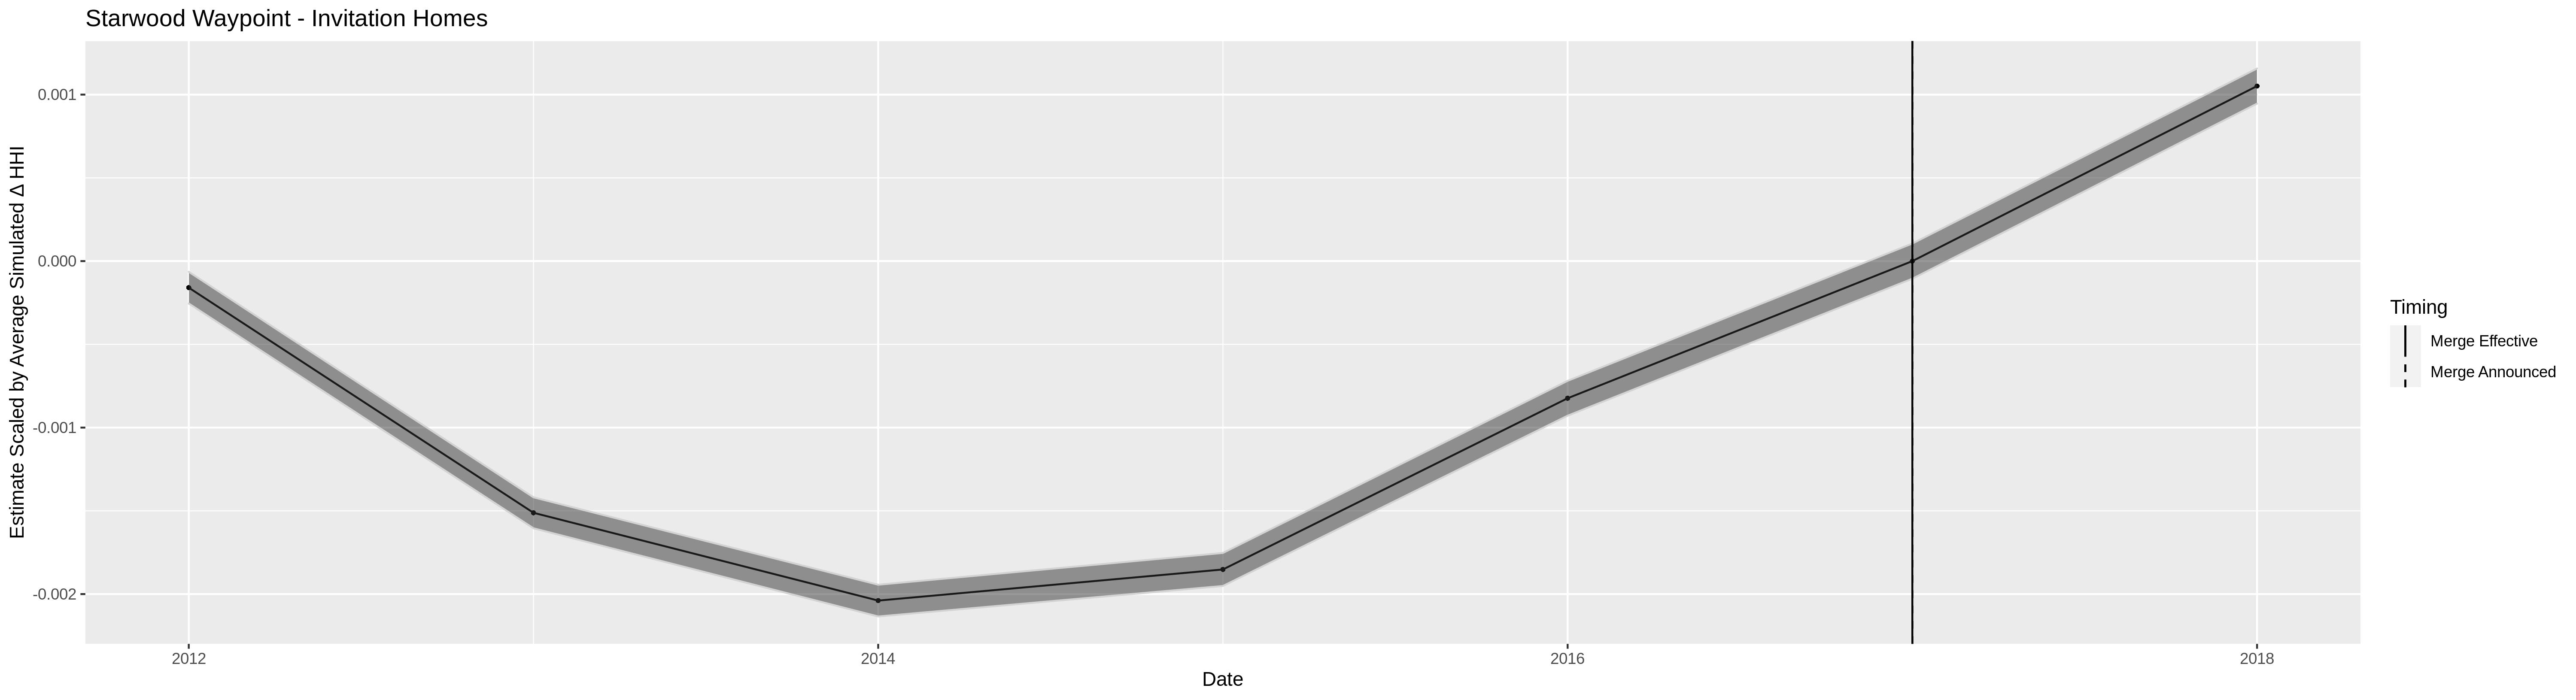 Starwood Waypoint - Invitation Homes
Estimate Scaled by Average Simulated Δ HHI
0.001
0.000
-0.001
-0.002
2012
2014
2016
2018
Date
Timing
Merge Effective
Merge Announced